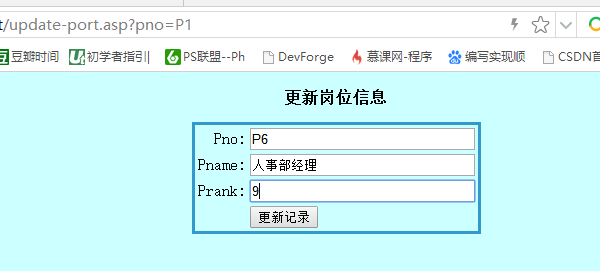 t/update-port.asp?pno=P1
豆瓣时间 初学者指引| PS联盟--Ph DevForge 慕课网-程序 编写实现顺 CSDN首
更新岗位信息
Pno: P6
Pname: 人事部经理
Prank: 9
更新记录